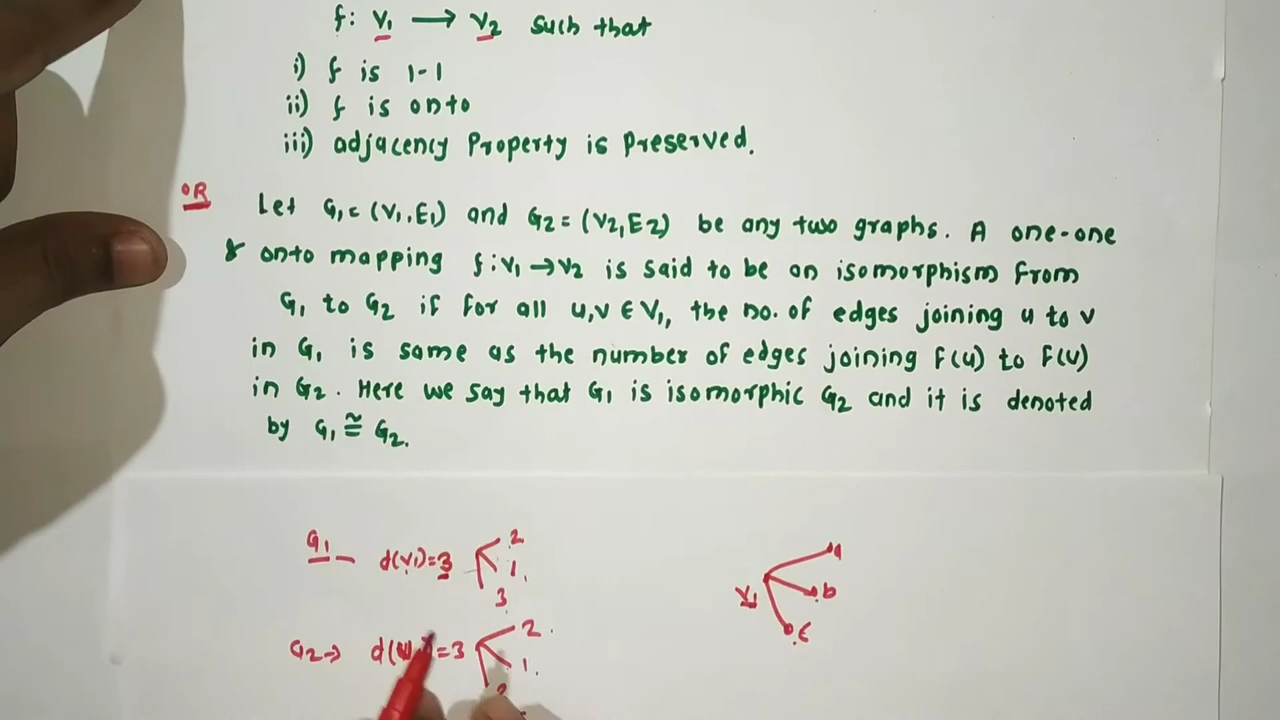 f: V₁ → V₂ such that
i) f is 1-1
ii) f is onto
iii) adjacency Property is Preserved.
OR
Let G₁ = (V₁, E₁) and G₂ = (V₂, E₂) be any two graphs. A one-one
& onto mapping f: V₁ → V₂ is said to be an isomorphism from
G₁ to G₂ if for all u,v ∈ V₁, the no. of edges joining u to v
in G₁ is same as the number of edges joining F(u) to F(v)
in G₂. Here we say that G₁ is isomorphic G₂ and it is denoted
by G₁ ≅ G₂.
G₁ — d(V₁)=3
2
1
3
G₂ → =3
2
1
V₁
a
b
c